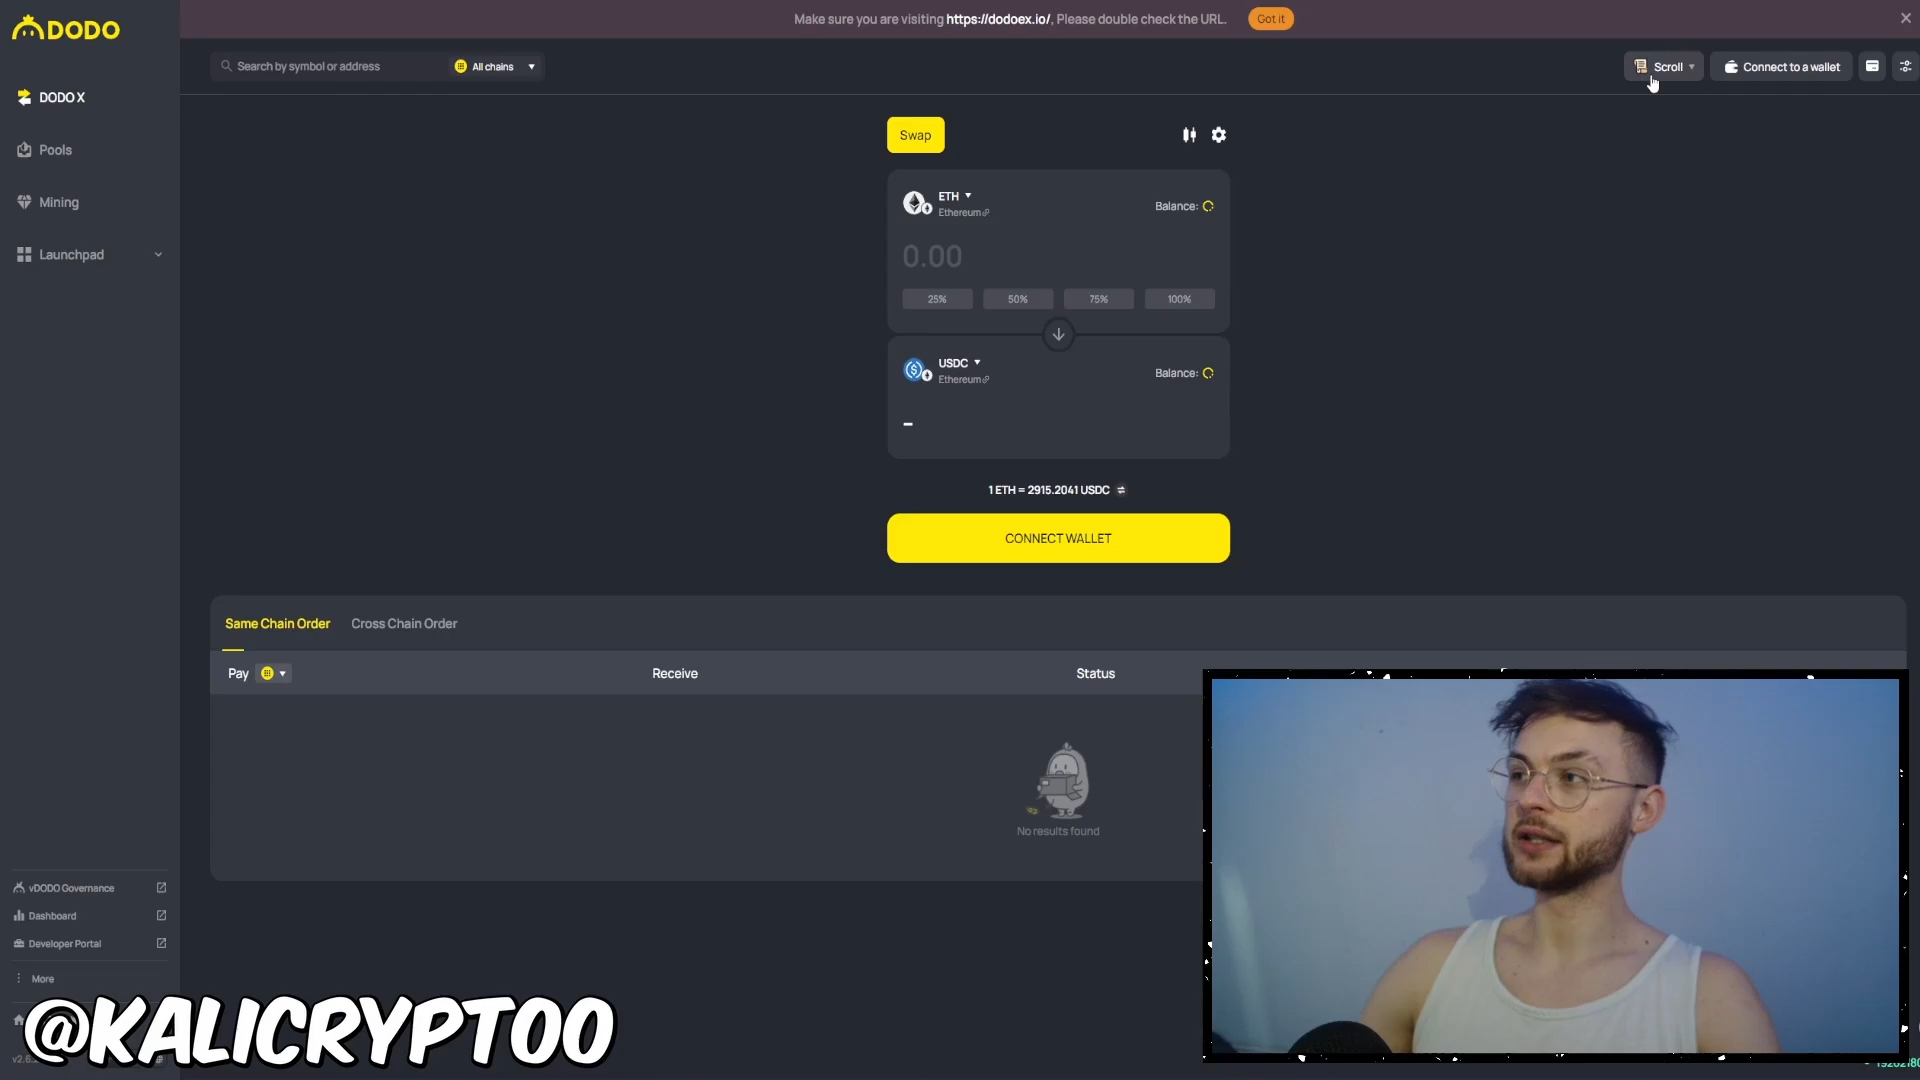 Make sure you are visiting https://dodoex.io/, Please double check the URL.
Got it
DODO
Search by symbol or address
All chains
Scroll
Connect to a wallet
DODO X
Pools
Mining
Launchpad
Swap
ETH
Ethereum
Balance:
0.00
25%
50%
75%
100%
USDC
Ethereum
Balance:
-
1 ETH = 2915.2041 USDC
CONNECT WALLET
Same Chain Order
Cross Chain Order
Pay
Receive
Status
No results found
vDODO Governance
Dashboard
Developer Portal
More
@KALICRYPTOO